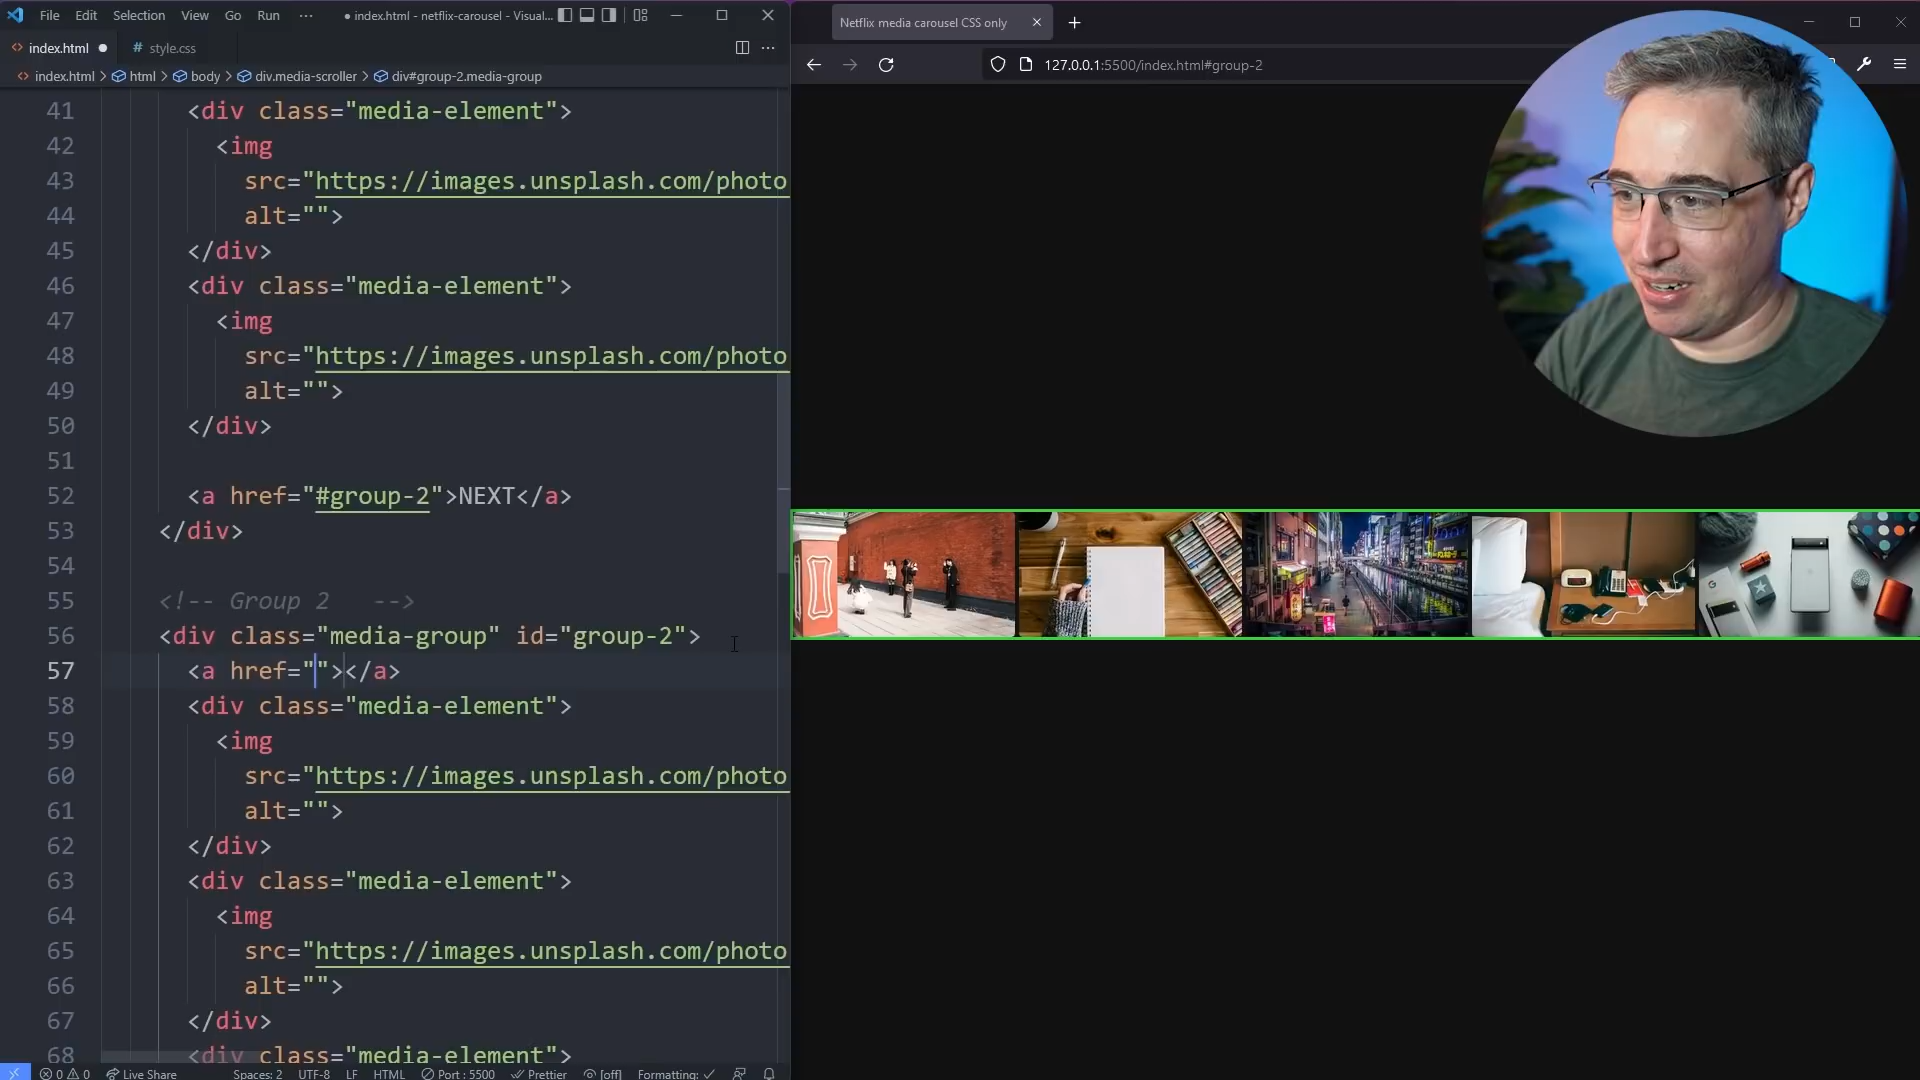 File Edit Selection View Go Run ··· ● index.html - netflix-carousel - Visual...
index.html ● # style.css ···
index.html > html > body > div.media-scroller > div#group-2.media-group
41 <div class="media-element">
42 <img
43 src="https://images.unsplash.com/photo
44 alt="">
45 </div>
46 <div class="media-element">
47 <img
48 src="https://images.unsplash.com/photo
49 alt="">
50 </div>
51
52 <a href="#group-2">NEXT</a>
53 </div>
54
55 <!-- Group 2   -->
56 <div class="media-group" id="group-2">
57 <a href=""></a>
58 <div class="media-element">
59 <img
60 src="https://images.unsplash.com/photo
61 alt="">
62 </div>
63 <div class="media-element">
64 <img
65 src="https://images.unsplash.com/photo
66 alt="">
67 </div>
68 <div class="media-element">
0 0 Live Share Spaces: 2 UTF-8 LF HTML Port : 5500 Prettier [off] Formatting: ✓
Netflix media carousel CSS only
127.0.0.1:5500/index.html#group-2